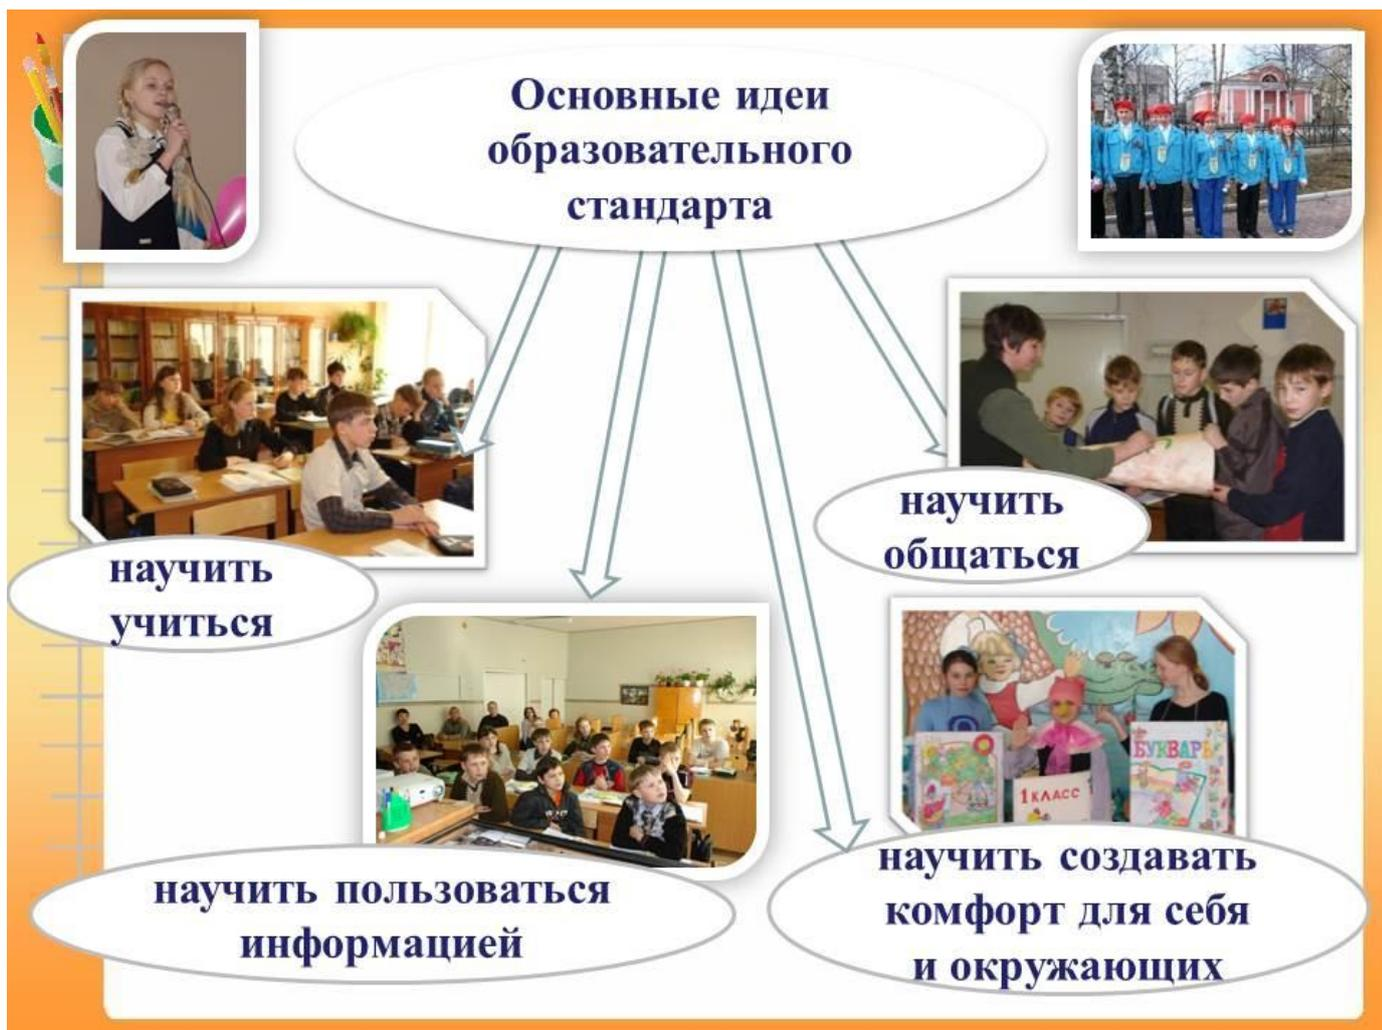 Основные идеи
образовательного
стандарта
научить
общаться
научить
учиться
БУКВАРЬ
1 КЛАСС
научить пользоваться
информацией
научить создавать
комфорт для себя
и окружающих